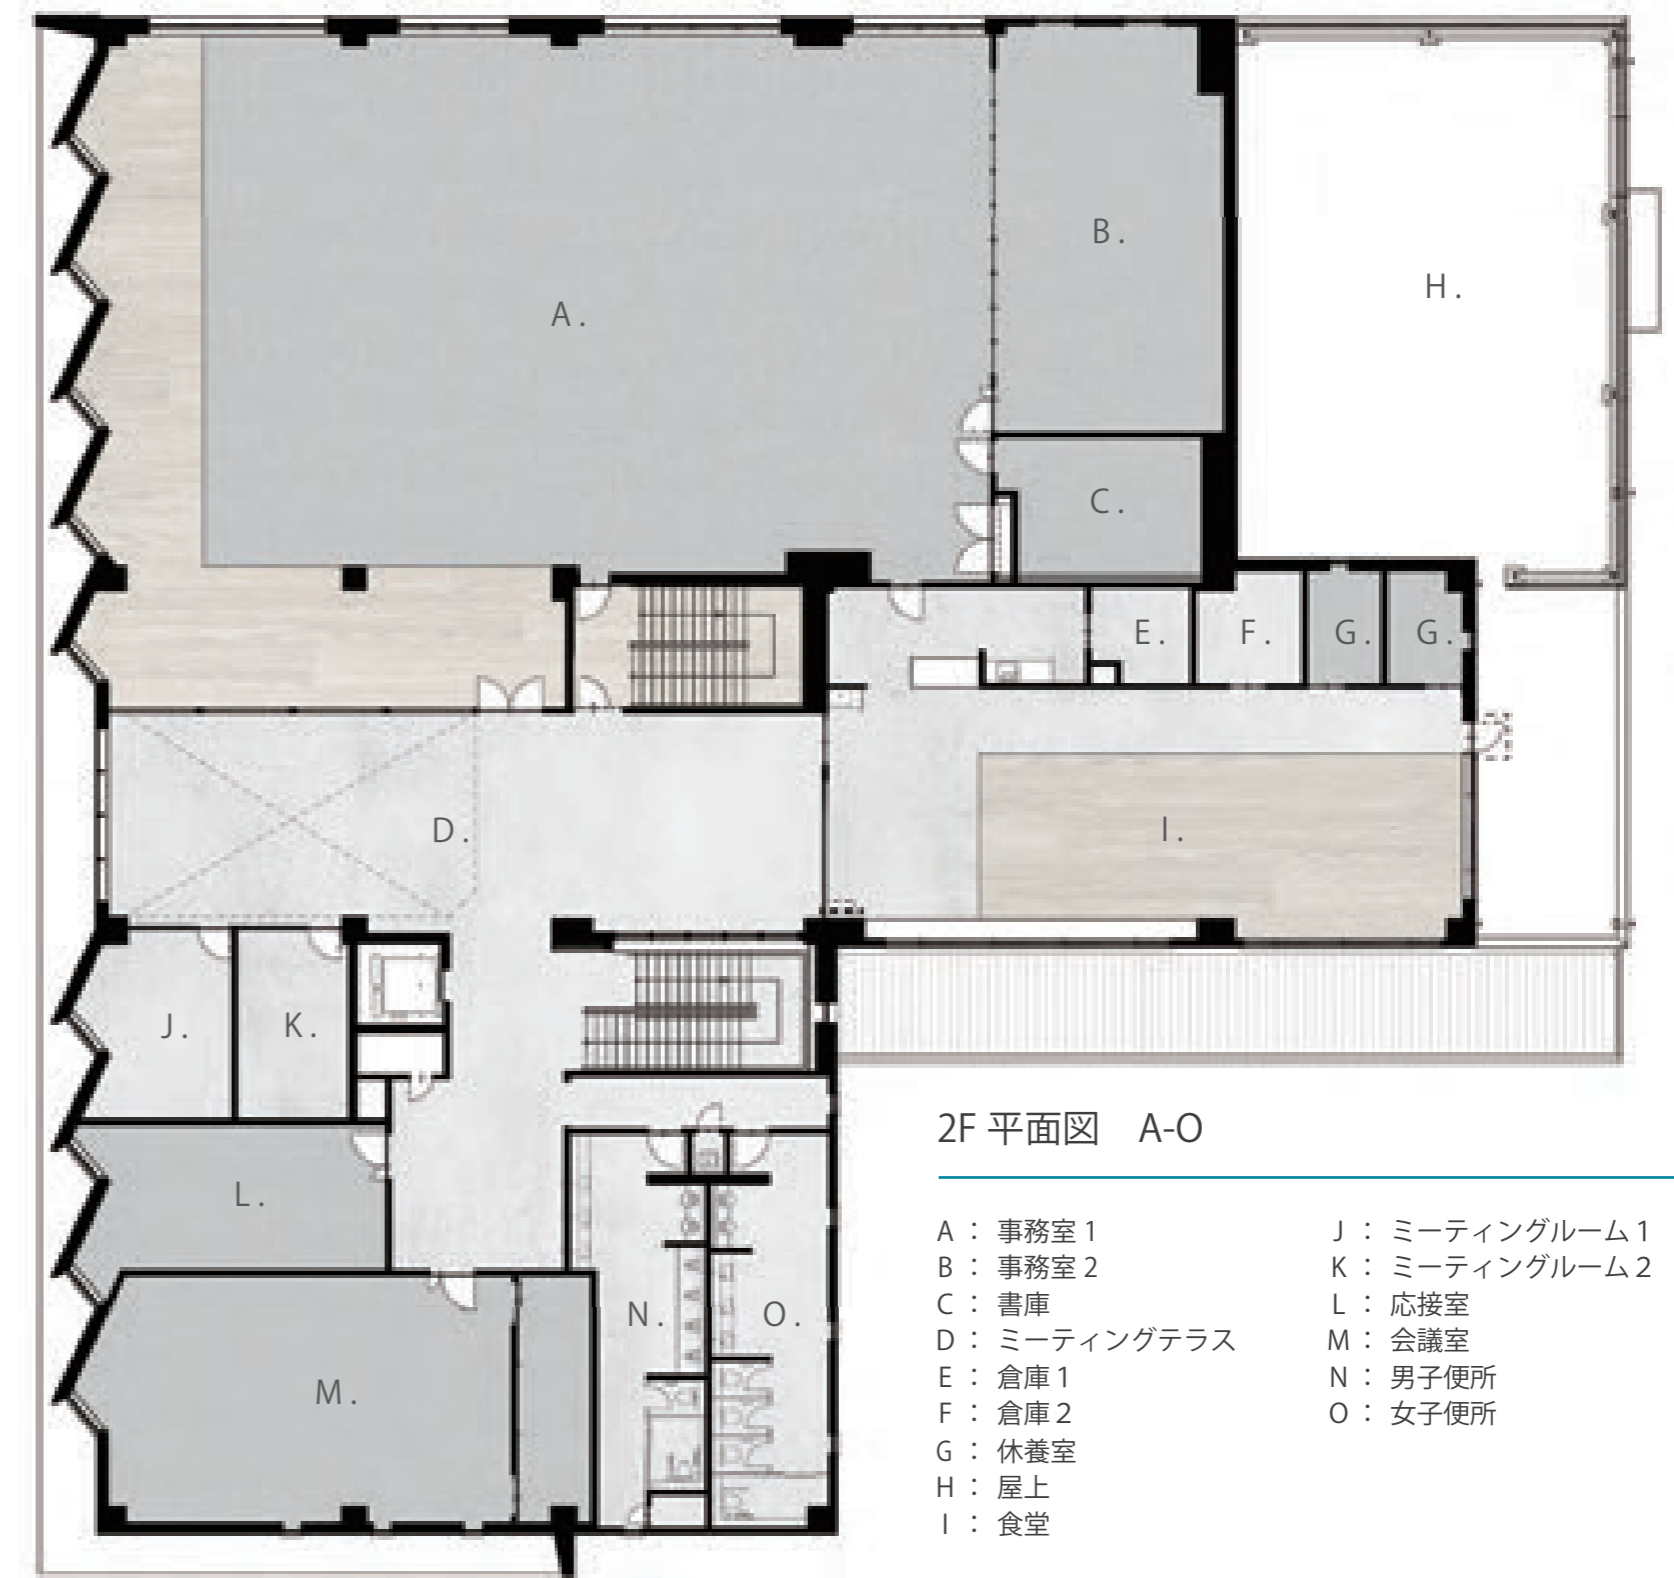 A.
B.
H.
C.
E.
F.
G.
G.
D.
I.
J.
K.
L.
N.
O.
M.
2F 平面図　A-O
A ： 事務室 1
B ： 事務室 2
C ： 書庫
D ： ミーティングテラス
E ： 倉庫 1
F ： 倉庫 2
G ： 休養室
H ： 屋上
I ： 食堂
J ： ミーティングルーム 1
K ： ミーティングルーム 2
L ： 応接室
M ： 会議室
N ： 男子便所
O ： 女子便所